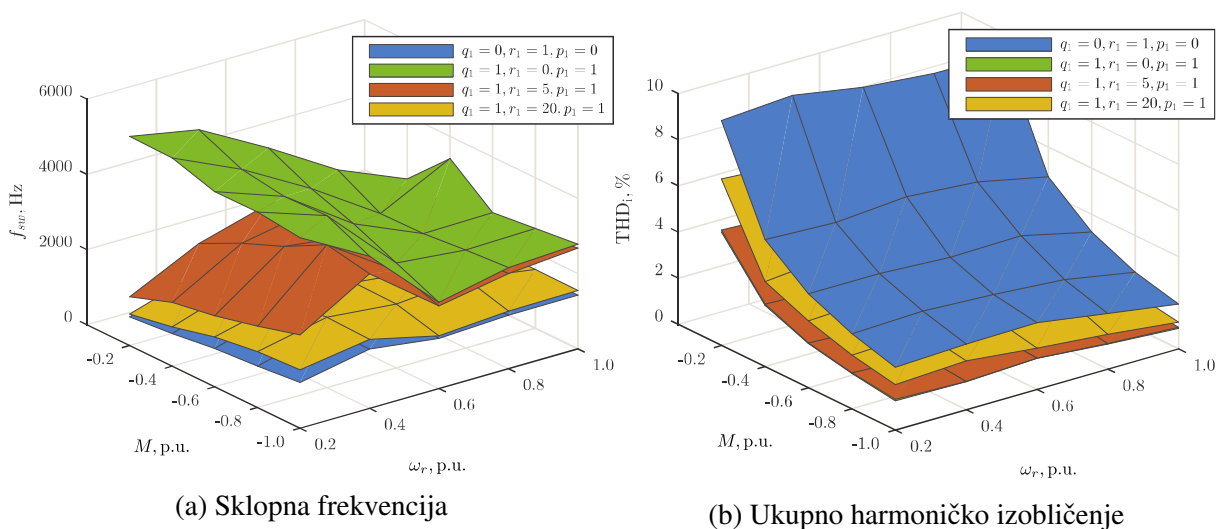 q₁ = 0, r₁ = 1, p₁ = 0
q₁ = 1, r₁ = 0. p₁ = 1
q₁ = 1, r₁ = 5. p₁ = 1
q₁ = 1, r₁ = 20. p₁ = 1
6000
4000
2000
0
f_sw, Hz
-0.2
-0.4
-0.6
-0.8
-1.0
M, p.u.
0.2
0.4
0.6
0.8
1.0
ω_r, p.u.
(a) Sklopna frekvencija
q₁ = 0, r₁ = 1, p₁ = 0
q₁ = 1, r₁ = 0, p₁ = 1
q₁ = 1, r₁ = 5, p₁ = 1
q₁ = 1, r₁ = 20, p₁ = 1
10
8
6
4
2
0
THD_i, %
-0.2
-0.4
-0.6
-0.8
-1.0
M, p.u.
0.2
0.4
0.6
0.8
1.0
ω_r, p.u.
(b) Ukupno harmoničko izobličenje